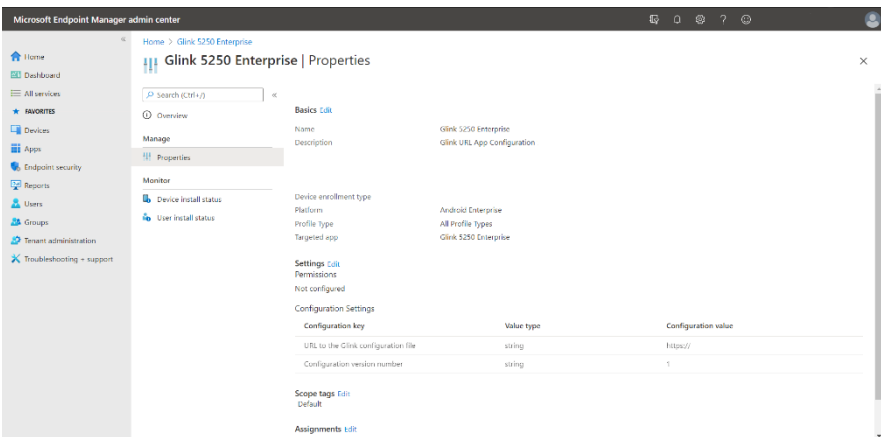 Microsoft Endpoint Manager admin center
Home
Dashboard
All services
FAVORITES
Devices
Apps
Endpoint security
Reports
Users
Groups
Tenant administration
Troubleshooting + support
Home > Glink 5250 Enterprise
Glink 5250 Enterprise | Properties
Search (Ctrl+/)
Overview
Manage
Properties
Monitor
Device install status
User install status
Basics Edit
Name Glink 5250 Enterprise
Description Glink URL App Configuration
Device enrollment type
Platform Android Enterprise
Profile Type All Profile Types
Targeted app Glink 5250 Enterprise
Settings Edit
Permissions
Not configured
Configuration Settings
Configuration key Value type Configuration value
URL to the Glink configuration file string https://
Configuration version number string 1
Scope tags Edit
Default
Assignments Edit